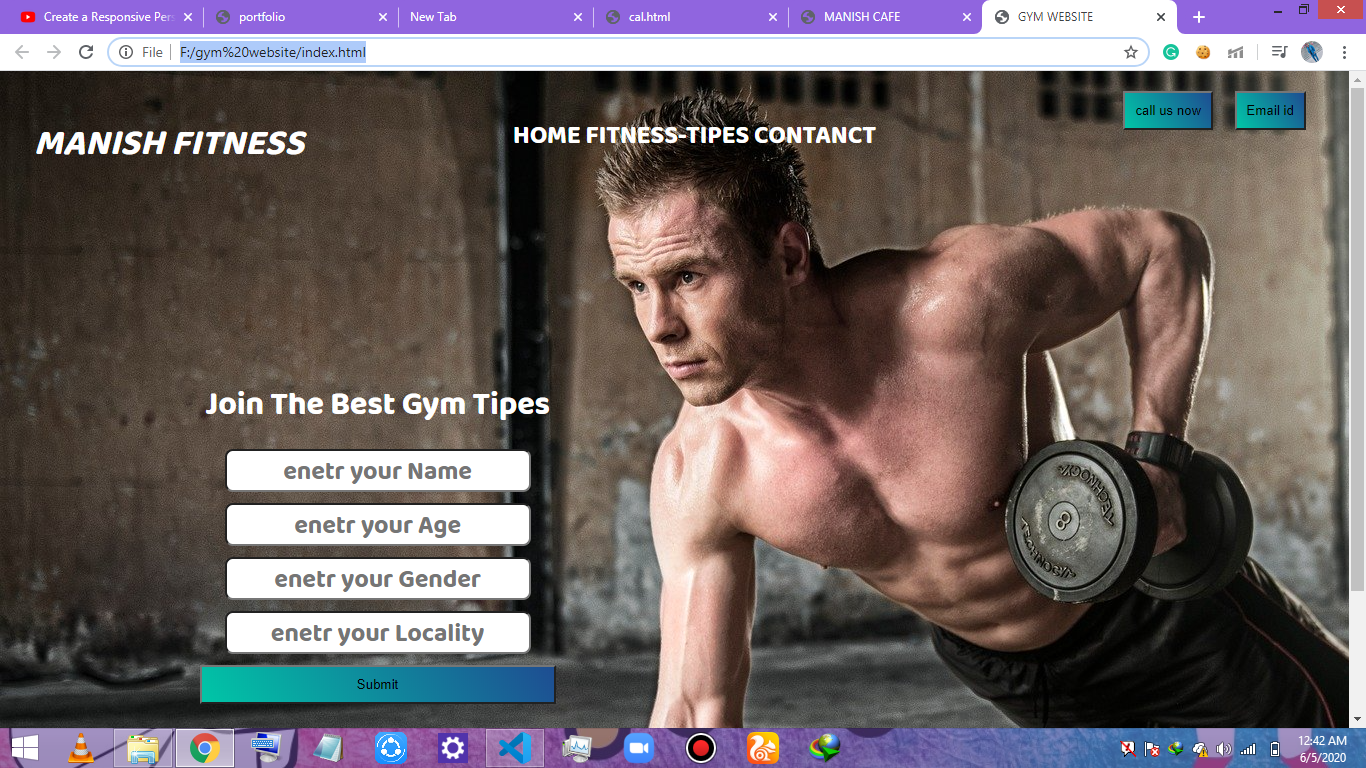 Create a Responsive Per
portfolio
New Tab
cal.html
MANISH CAFE
GYM WEBSITE
File
F:/gym%20website/index.html
call us now
Email id
MANISH FITNESS
HOME FITNESS-TIPES CONTANCT
Join The Best Gym Tipes
enetr your Name
enetr your Age
enetr your Gender
enetr your Locality
Submit
TECHNOGYM
8
TECHNOGYM
12:42 AM
6/5/2020